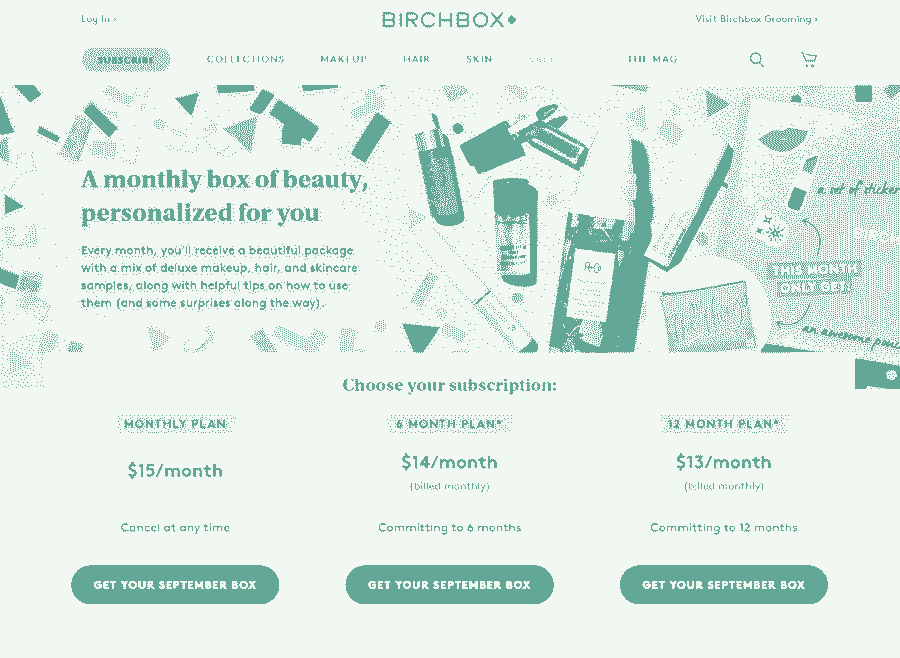 Log In ›
BIRCHBOX
Visit Birchbox Grooming ›
SUBSCRIBE
COLLECTIONS
MAKEUP
HAIR
SKIN
THE MAG
A monthly box of beauty,
personalized for you
Every month, you'll receive a beautiful package
with a mix of deluxe makeup, hair, and skincare
samples, along with helpful tips on how to use
them (and some surprises along the way).
R+Co
a set of sticker
THIS MONTH
ONLY GET:
an awesome pouc
Choose your subscription:
MONTHLY PLAN
$15/month
Cancel at any time
GET YOUR SEPTEMBER BOX
6 MONTH PLAN*
$14/month
(billed monthly)
Committing to 6 months
GET YOUR SEPTEMBER BOX
12 MONTH PLAN*
$13/month
(billed monthly)
Committing to 12 months
GET YOUR SEPTEMBER BOX